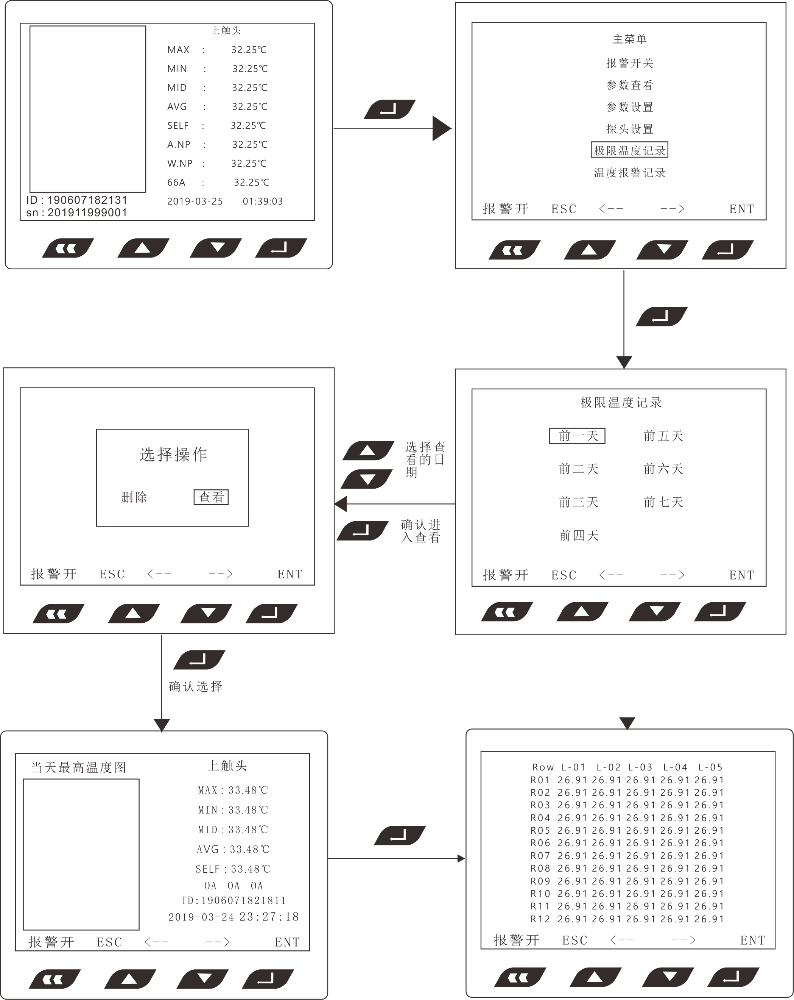 上触头
MAX : 32.25℃
MIN : 32.25℃
MID : 32.25℃
AVG : 32.25℃
SELF : 32.25℃
A.NP : 32.25℃
W.NP : 32.25℃
66A : 32.25℃
2019-03-25 01:39:03
ID : 190607182131
sn : 201911999001
主菜单
报警开关
参数查看
参数设置
探头设置
极限温度记录
温度报警记录
报警开 ESC <-- --> ENT
极限温度记录
前一天 前五天
前二天 前六天
前三天 前七天
前四天
报警开 ESC <-- --> ENT
选择查
看的日
期
确认进
入查看
选择操作
删除 查看
报警开 ESC <-- --> ENT
确认选择
当天最高温度图
上触头
MAX : 33.48℃
MIN : 33.48℃
MID : 33.48℃
AVG : 33.48℃
SELF : 33.48℃
0A 0A 0A
ID:1906071821811
2019-03-24 23:27:18
报警开 ESC <-- --> ENT
Row L-01 L-02 L-03 L-04 L-05
R01 26.91 26.91 26.91 26.91 26.91
R02 26.91 26.91 26.91 26.91 26.91
R03 26.91 26.91 26.91 26.91 26.91
R04 26.91 26.91 26.91 26.91 26.91
R05 26.91 26.91 26.91 26.91 26.91
R06 26.91 26.91 26.91 26.91 26.91
R07 26.91 26.91 26.91 26.91 26.91
R08 26.91 26.91 26.91 26.91 26.91
R09 26.91 26.91 26.91 26.91 26.91
R10 26.91 26.91 26.91 26.91 26.91
R11 26.91 26.91 26.91 26.91 26.91
R12 26.91 26.91 26.91 26.91 26.91
报警开 ESC <-- --> ENT